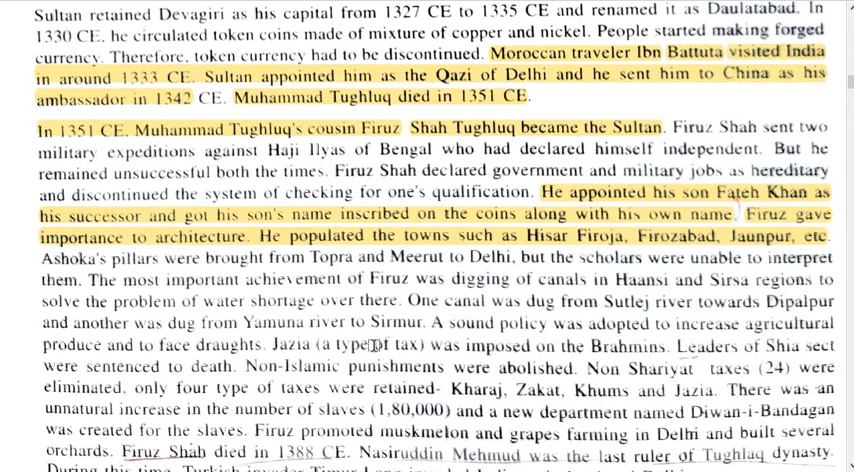 Sultan retained Devagiri as his capital from 1327 CE to 1335 CE and renamed it as Daulatabad. In
1330 CE, he circulated token coins made of mixture of copper and nickel. People started making forged
currency. Therefore, token currency had to be discontinued. Moroccan traveler Ibn Battuta visited India
in around 1333 CE. Sultan appointed him as the Qazi of Delhi and he sent him to China as his
ambassador in 1342 CE. Muhammad Tughluq died in 1351 CE.
In 1351 CE, Muhammad Tughluq's cousin Firuz Shah Tughluq became the Sultan. Firuz Shah sent two
military expeditions against Haji Ilyas of Bengal who had declared himself independent. But he
remained unsuccessful both the times. Firuz Shah declared government and military jobs as hereditary
and discontinued the system of checking for one's qualification. He appointed his son Fateh Khan as
his successor and got his son's name inscribed on the coins along with his own name. Firuz gave
importance to architecture. He populated the towns such as Hisar Firoja, Firozabad, Jaunpur, etc.
Ashoka's pillars were brought from Topra and Meerut to Delhi, but the scholars were unable to interpret
them. The most important achievement of Firuz was digging of canals in Haansi and Sirsa regions to
solve the problem of water shortage over there. One canal was dug from Sutlej river towards Dipalpur
and another was dug from Yamuna river to Sirmur. A sound policy was adopted to increase agricultural
produce and to face draughts. Jazia (a type of tax) was imposed on the Brahmins. Leaders of Shia sect
were sentenced to death. Non-Islamic punishments were abolished. Non Shariyat taxes (24) were
eliminated, only four type of taxes were retained- Kharaj, Zakat, Khums and Jazia. There was an
unnatural increase in the number of slaves (1,80,000) and a new department named Diwan-i-Bandagan
was created for the slaves. Firuz promoted muskmelon and grapes farming in Delhi and built several
orchards. Firuz Shah died in 1388 CE. Nasiruddin Mehmud was the last ruler of Tughlaq dynasty.
During this time, Turkish invader Timur